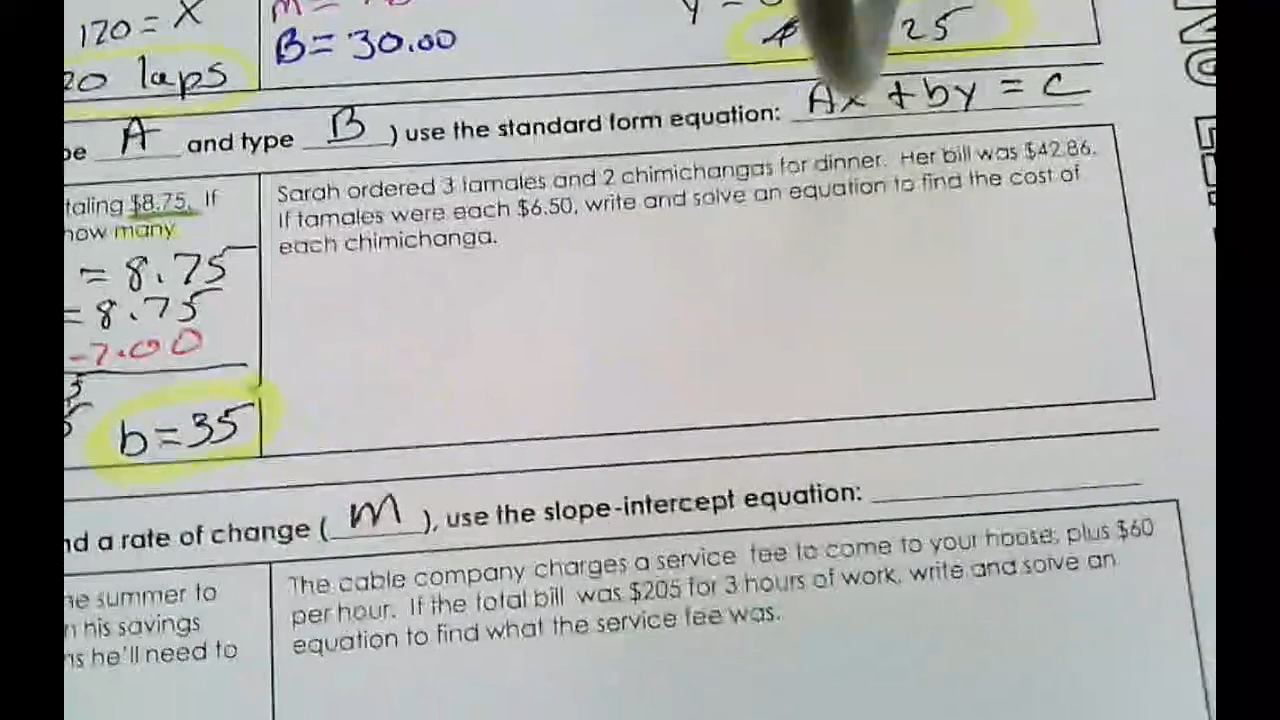 120 = x
m =
B = 30.00
y =
25
20 laps
pe A and type B ) use the standard form equation: Ax + by = c
taling $8.75. If
how many
= 8.75
= 8.75
-7.00
b = 35
Sarah ordered 3 tamales and 2 chimichangas for dinner. Her bill was $42.86.
If tamales were each $6.50, write and solve an equation to find the cost of
each chimichanga.
nd a rate of change ( m ), use the slope-intercept equation:
he summer to
n his savings
ns he'll need to
The cable company charges a service fee to come to your house, plus $60
per hour. If the total bill was $205 for 3 hours of work, write and solve an
equation to find what the service fee was.